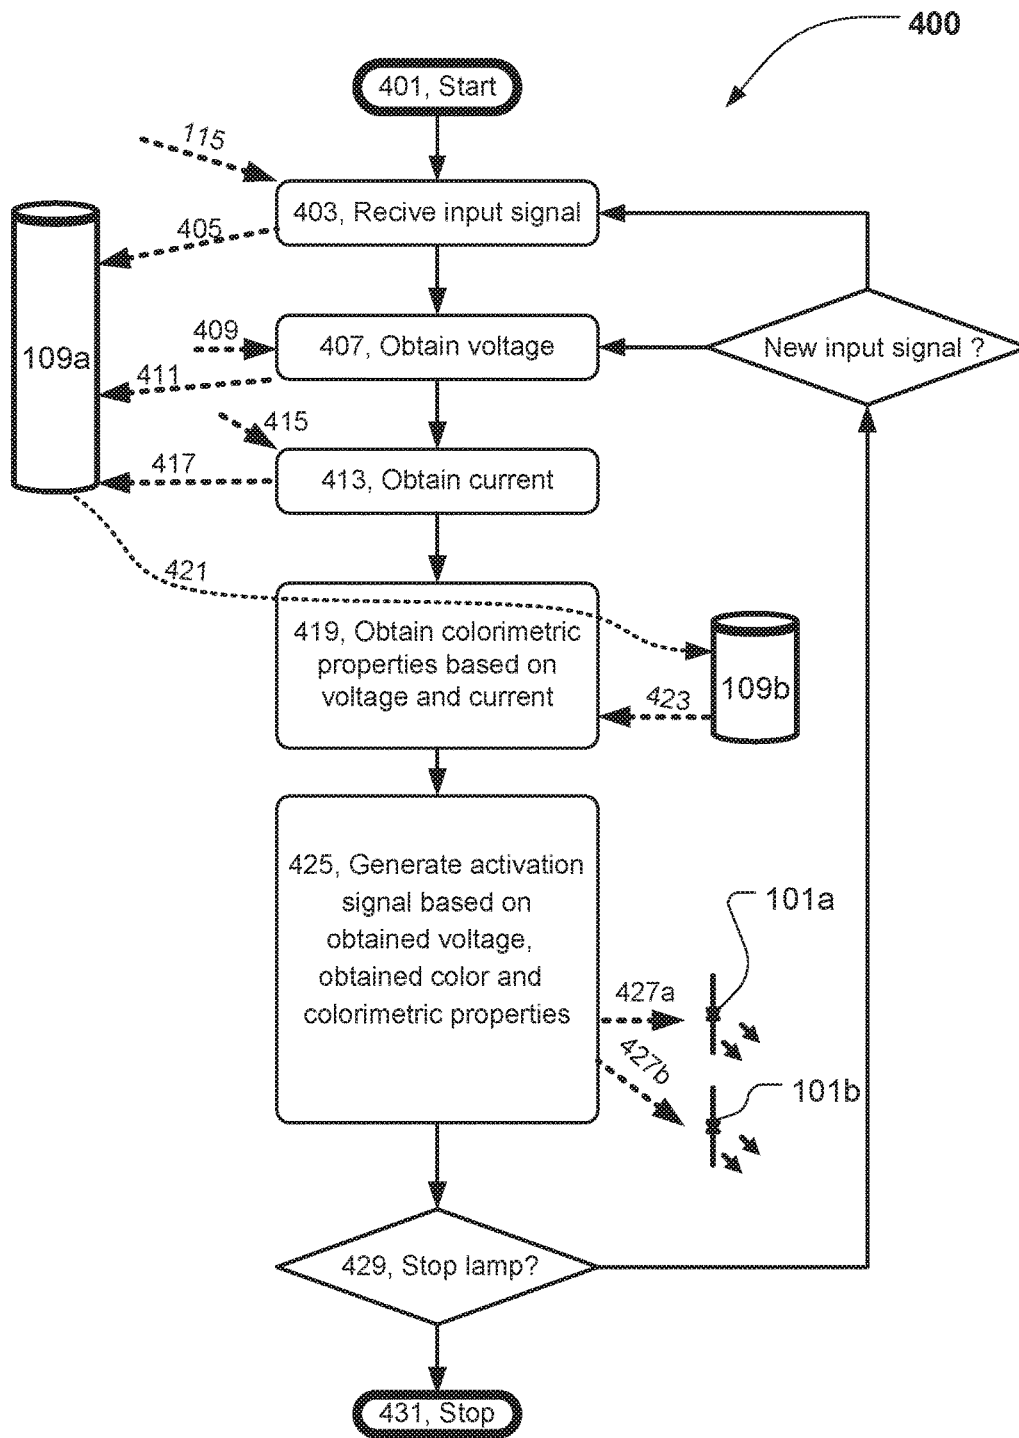 400
401, Start
115
403, Recive input signal
405
109a
409
407, Obtain voltage
New input signal ?
411
415
417
413, Obtain current
421
419, Obtain colorimetric
properties based on
voltage and current
109b
423
425, Generate activation
signal based on
obtained voltage,
obtained color and
colorimetric properties
101a
427a
427b
101b
429, Stop lamp?
431, Stop